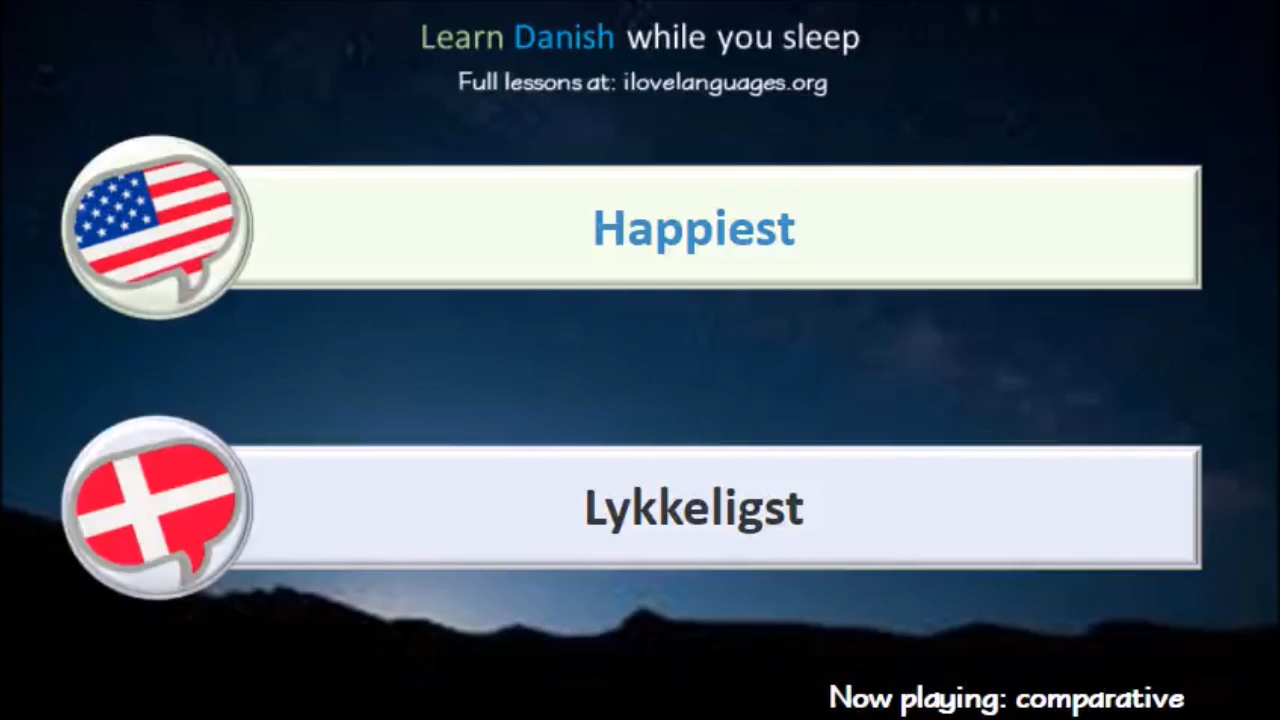 Learn Danish while you sleep
Full lessons at: ilovelanguages.org
Happiest
Lykkeligst
Now playing: comparative